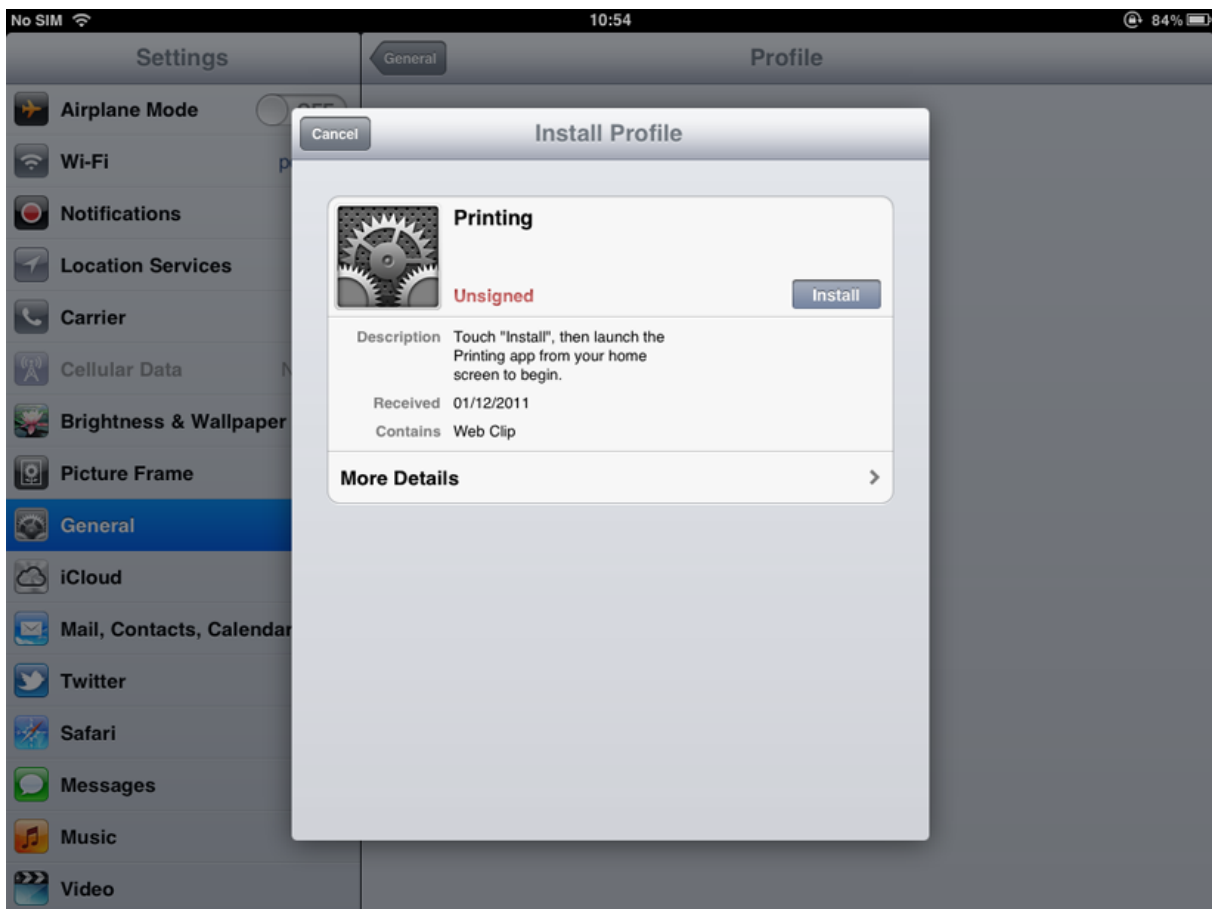 No SIM 10:54 84%
Settings
General
Profile
Airplane Mode
Wi-Fi
Notifications
Location Services
Carrier
Cellular Data
Brightness & Wallpaper
Picture Frame
General
iCloud
Mail, Contacts, Calendar
Twitter
Safari
Messages
Music
Video
Cancel
Install Profile
Printing
Unsigned
Install
Description Touch "Install", then launch the
Printing app from your home
screen to begin.
Received 01/12/2011
Contains Web Clip
More Details